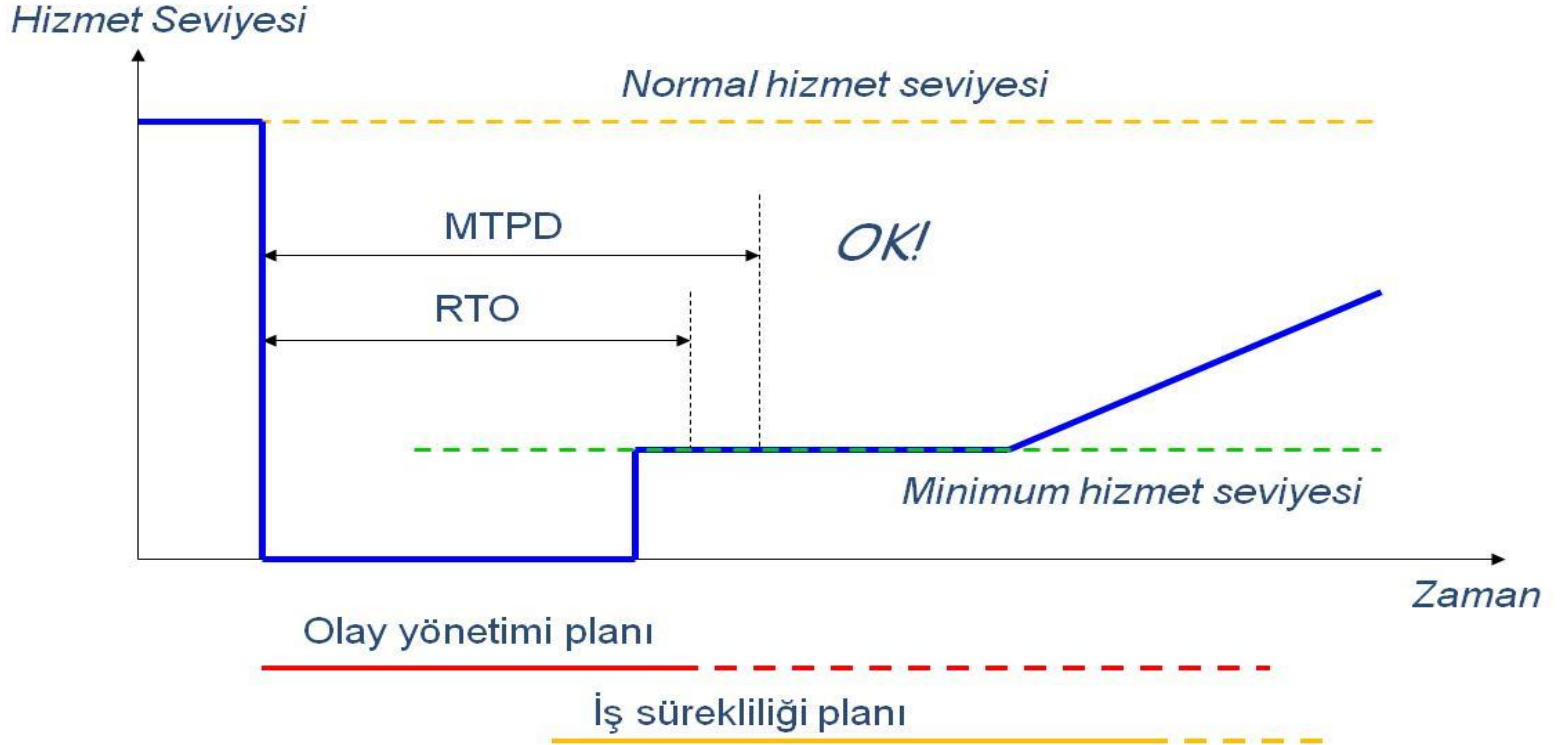 Hizmet Seviyesi
Normal hizmet seviyesi
MTPD
OK!
RTO
Minimum hizmet seviyesi
Zaman
Olay yönetimi planı
İş sürekliliği planı